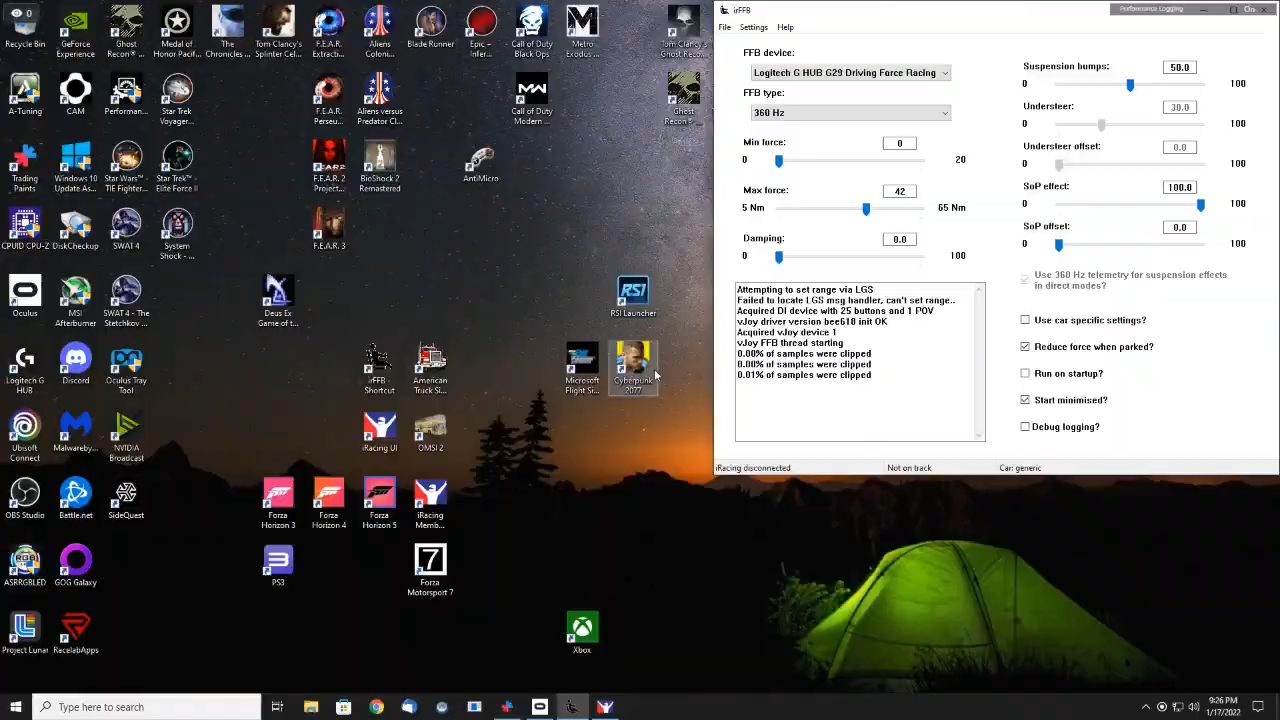 0
Recycle Bin
GeForce
Experience
Ghost
Recon...
Medal of
Honor Pacif...
The
Chronicle...
Tom Clancy's
Splinter Cel...
F.E.A.R.
Aliens
Coloni...
Blade Runner
Epic –
Win...
Call of Duty
Black Ops
Metro
Exodus ...
Tom Clancy's
Ghost Reco...
A-Tuning
CAM
Performan...
Star Trek
Voyager...
F.E.A.R.
Perseu...
Aliens versus
Predator Cl...
Call of Duty
Modern ...
Ghost
Recon® ...
Trading
Paints
Windows 10
Update As...
Star Wars™
TIE Fighter...
Star Trek™
Elite Force II
F.E.A.R. 2
Project...
BioShock 2
Remastered
AntiMicro
CPUID CPU-Z
DiskCheckup
SWAT 4
System
Shock - ...
F.E.A.R. 3
Oculus
MSI
Afterburner
SWAT 4 - The
Stetchkov ...
Deus Ex
Game of t...
RSI Launcher
Logitech G
HUB
Discord
Oculus Tray
Tool
irFFB -
Shortcut
American
Truck Si...
Microsoft
Flight Si...
Cyberpunk
2077
Ubisoft
Connect
Malwareby...
NVIDIA
Broadcast
iRacing UI
OMSI 2
OBS Studio
Battle.net
SideQuest
Forza
Horizon 3
Forza
Horizon 4
Forza
Horizon 5
iRacing
Memb...
ASRRGBLED
GOG Galaxy
3
PS3
7
Forza
Motorsport 7
Project Lunar
RacelabApps
Xbox
irFFB
Performance Logging
File Settings Help
FFB device:
Logitech G HUB G29 Driving Force Racing
FFB type:
360 Hz
Min force: 0
0 20
Max force: 42
5 Nm 65 Nm
Damping: 0.0
0 100
Attempting to set range via LGS
Failed to locate LGS msg handler, can't set range..
Acquired DI device with 25 buttons and 1 POV
vJoy driver version bee618 init OK
Acquired vJoy device 1
vJoy FFB thread starting
0.00% of samples were clipped
0.00% of samples were clipped
0.01% of samples were clipped
Suspension bumps: 50.0
0 100
Understeer: 30.0
0 100
Understeer offset: 0.0
0 100
SoP effect: 100.0
0 100
SoP offset: 0.0
0 100
Use 360 Hz telemetry for suspension effects
in direct modes?
Use car specific settings?
Reduce force when parked?
Run on startup?
Start minimised?
Debug logging?
iRacing disconnected Not on track Car: generic
Type here to search
9:26 PM
1/17/2022